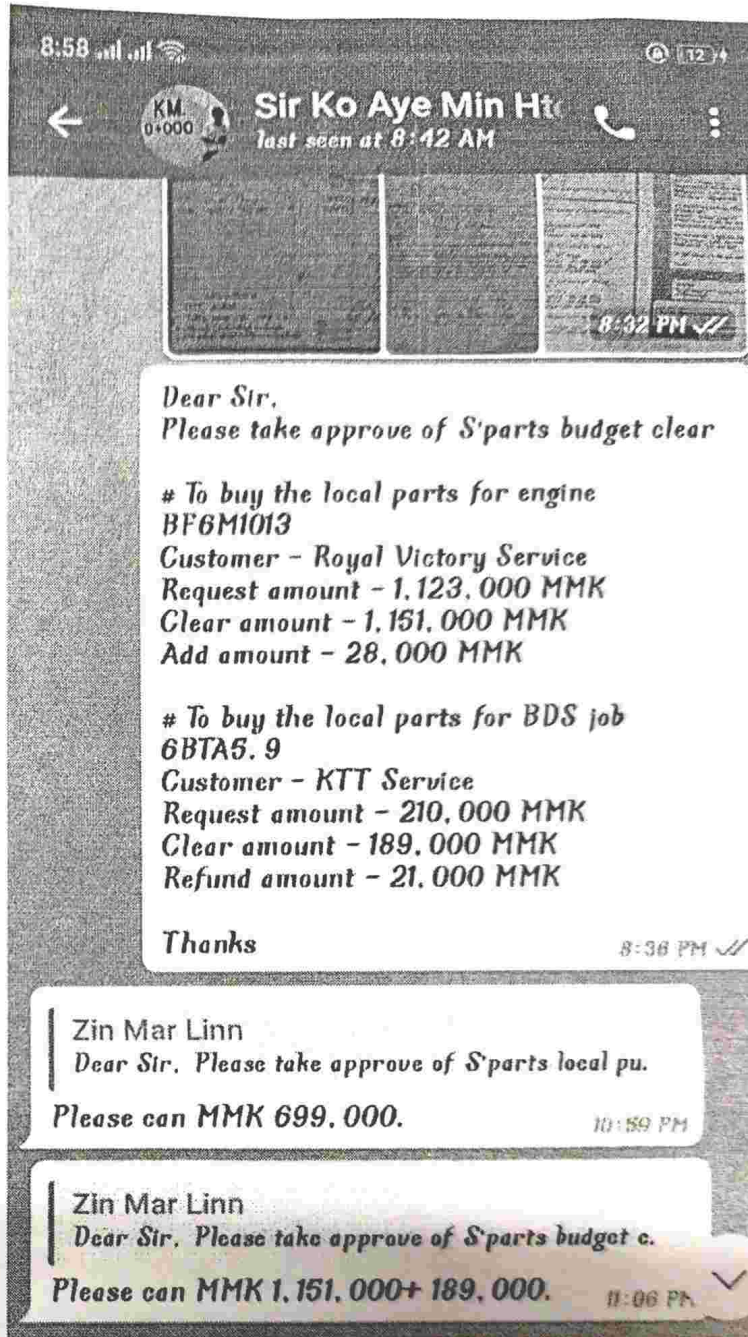 8:58
12
KM
0+000
Sir Ko Aye Min Ht
last seen at 8:42 AM
8:32 PM
Dear Sir,
Please take approve of S'parts budget clear
# To buy the local parts for engine
BF6M1013
Customer - Royal Victory Service
Request amount - 1,123,000 MMK
Clear amount - 1,151,000 MMK
Add amount - 28,000 MMK
# To buy the local parts for BDS job
6BTA5.9
Customer - KTT Service
Request amount - 210,000 MMK
Clear amount - 189,000 MMK
Refund amount - 21,000 MMK
Thanks
8:36 PM
Zin Mar Linn
Dear Sir, Please take approve of S'parts local pu.
Please can MMK 699,000.
10:59 PM
Zin Mar Linn
Dear Sir, Please take approve of S'parts budget c.
Please can MMK 1,151,000+ 189,000.
11:06 PM